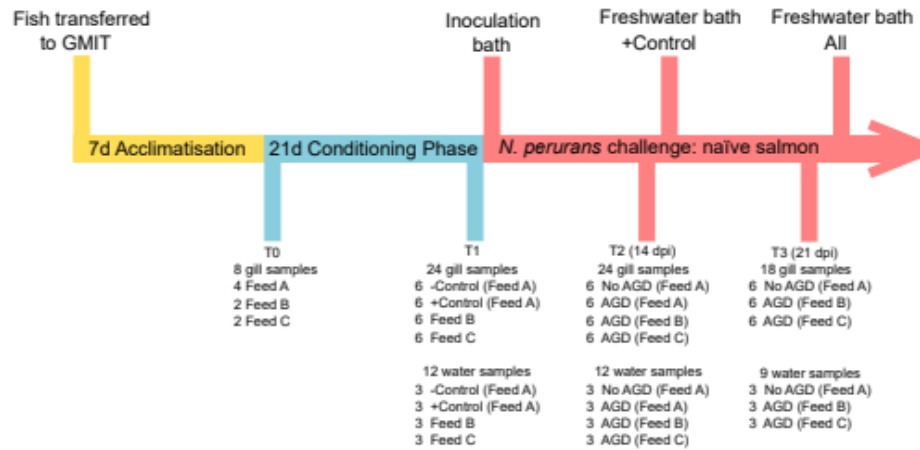 Fish transferred
to GMIT
Inoculation
bath
Freshwater bath
+Control
Freshwater bath
All
7d Acclimatisation
21d Conditioning Phase
N. perurans challenge: naïve salmon
T0
8 gill samples
4 Feed A
2 Feed B
2 Feed C
T1
24 gill samples
6 -Control (Feed A)
6 +Control (Feed A)
6 Feed B
6 Feed C
12 water samples
3 -Control (Feed A)
3 +Control (Feed A)
3 Feed B
3 Feed C
T2 (14 dpi)
24 gill samples
6 No AGD (Feed A)
6 AGD (Feed A)
6 AGD (Feed B)
6 AGD (Feed C)
12 water samples
3 No AGD (Feed A)
3 AGD (Feed A)
3 AGD (Feed B)
3 AGD (Feed C)
T3 (21 dpi)
18 gill samples
6 No AGD (Feed A)
6 AGD (Feed B)
6 AGD (Feed C)
9 water samples
3 No AGD (Feed A)
3 AGD (Feed B)
3 AGD (Feed C)